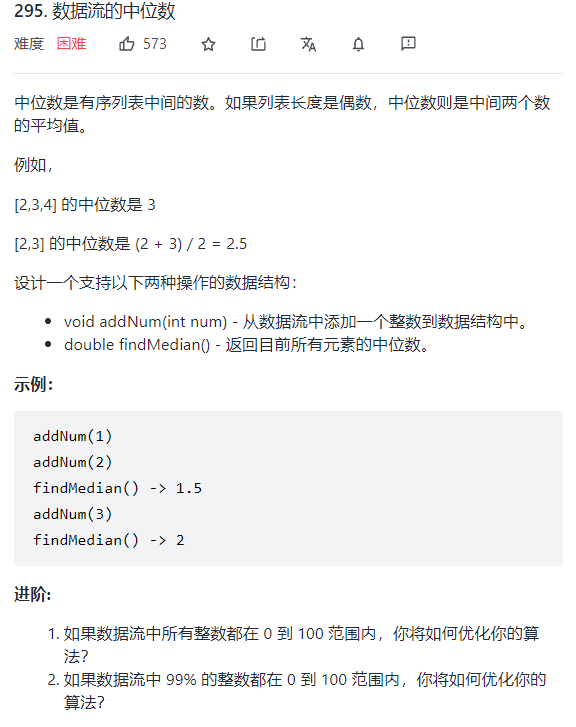 295. 数据流的中位数
难度 困难 573
中位数是有序列表中间的数。如果列表长度是偶数，中位数则是中间两个数
的平均值。
例如，
[2,3,4] 的中位数是 3
[2,3] 的中位数是 (2 + 3) / 2 = 2.5
设计一个支持以下两种操作的数据结构：
• void addNum(int num) - 从数据流中添加一个整数到数据结构中。
• double findMedian() - 返回目前所有元素的中位数。
示例：
addNum(1)
addNum(2)
findMedian() -> 1.5
addNum(3)
findMedian() -> 2
进阶:
1. 如果数据流中所有整数都在 0 到 100 范围内，你将如何优化你的算
法？
2. 如果数据流中 99% 的整数都在 0 到 100 范围内，你将如何优化你的
算法？